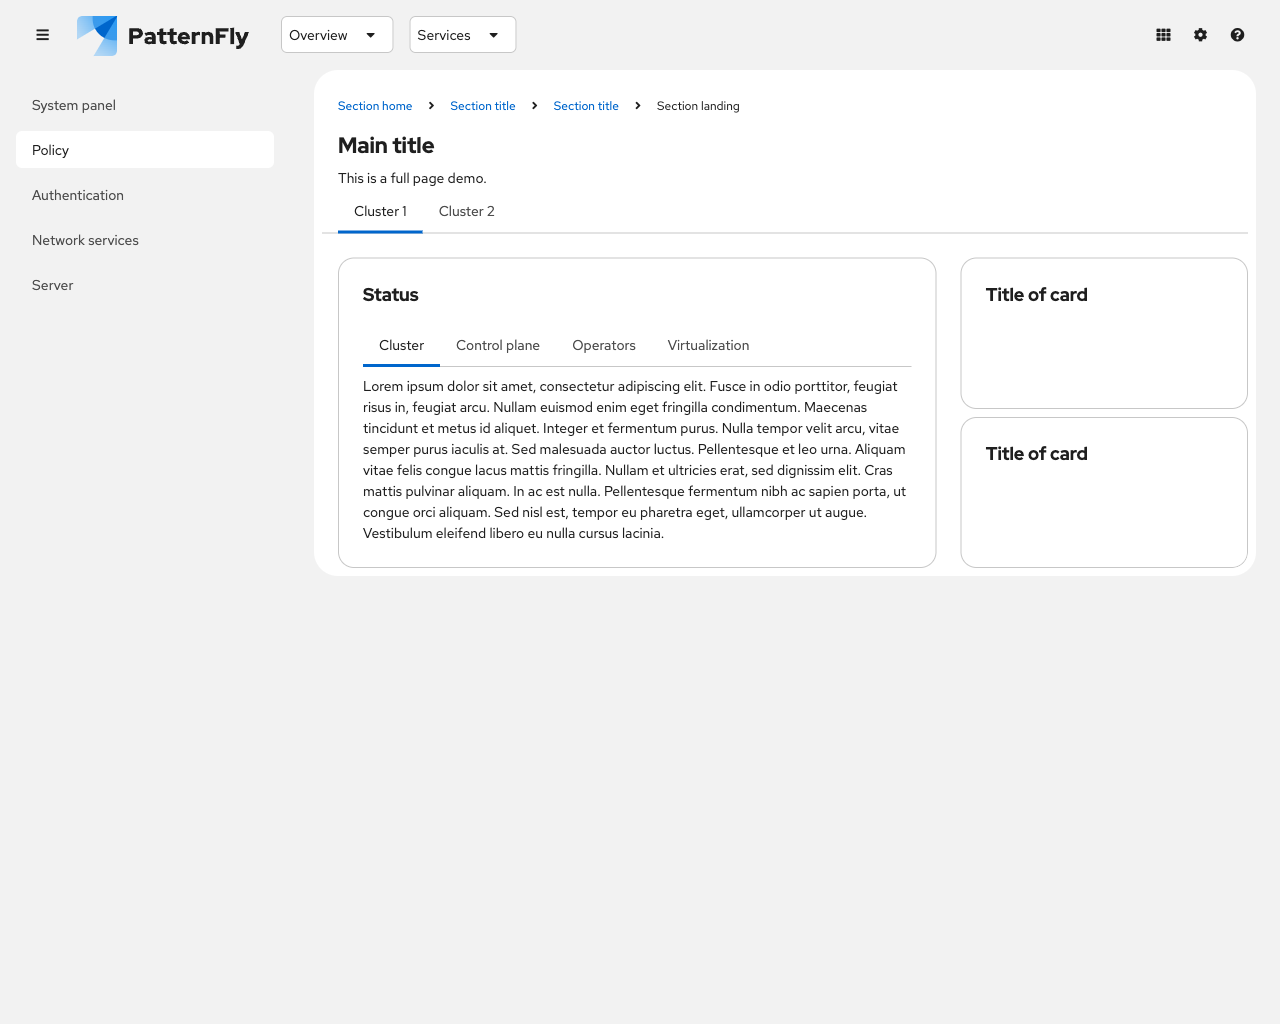 PatternFly
Overview
Services
System panel
Policy
Authentication
Network services
Server
Section home
Section title
Section title
Section landing
Main title
This is a full page demo.
Cluster 1
Cluster 2
Status
Cluster
Control plane
Operators
Virtualization
Lorem ipsum dolor sit amet, consectetur adipiscing elit. Fusce in odio porttitor, feugiat
risus in, feugiat arcu. Nullam euismod enim eget fringilla condimentum. Maecenas
tincidunt et metus id aliquet. Integer et fermentum purus. Nulla tempor velit arcu, vitae
semper purus iaculis at. Sed malesuada auctor luctus. Pellentesque et leo urna. Aliquam
vitae felis congue lacus mattis fringilla. Nullam et ultricies erat, sed dignissim elit. Cras
mattis pulvinar aliquam. In ac est nulla. Pellentesque fermentum nibh ac sapien porta, ut
congue orci aliquam. Sed nisl est, tempor eu pharetra eget, ullamcorper ut augue.
Vestibulum eleifend libero eu nulla cursus lacinia.
Title of card
Title of card